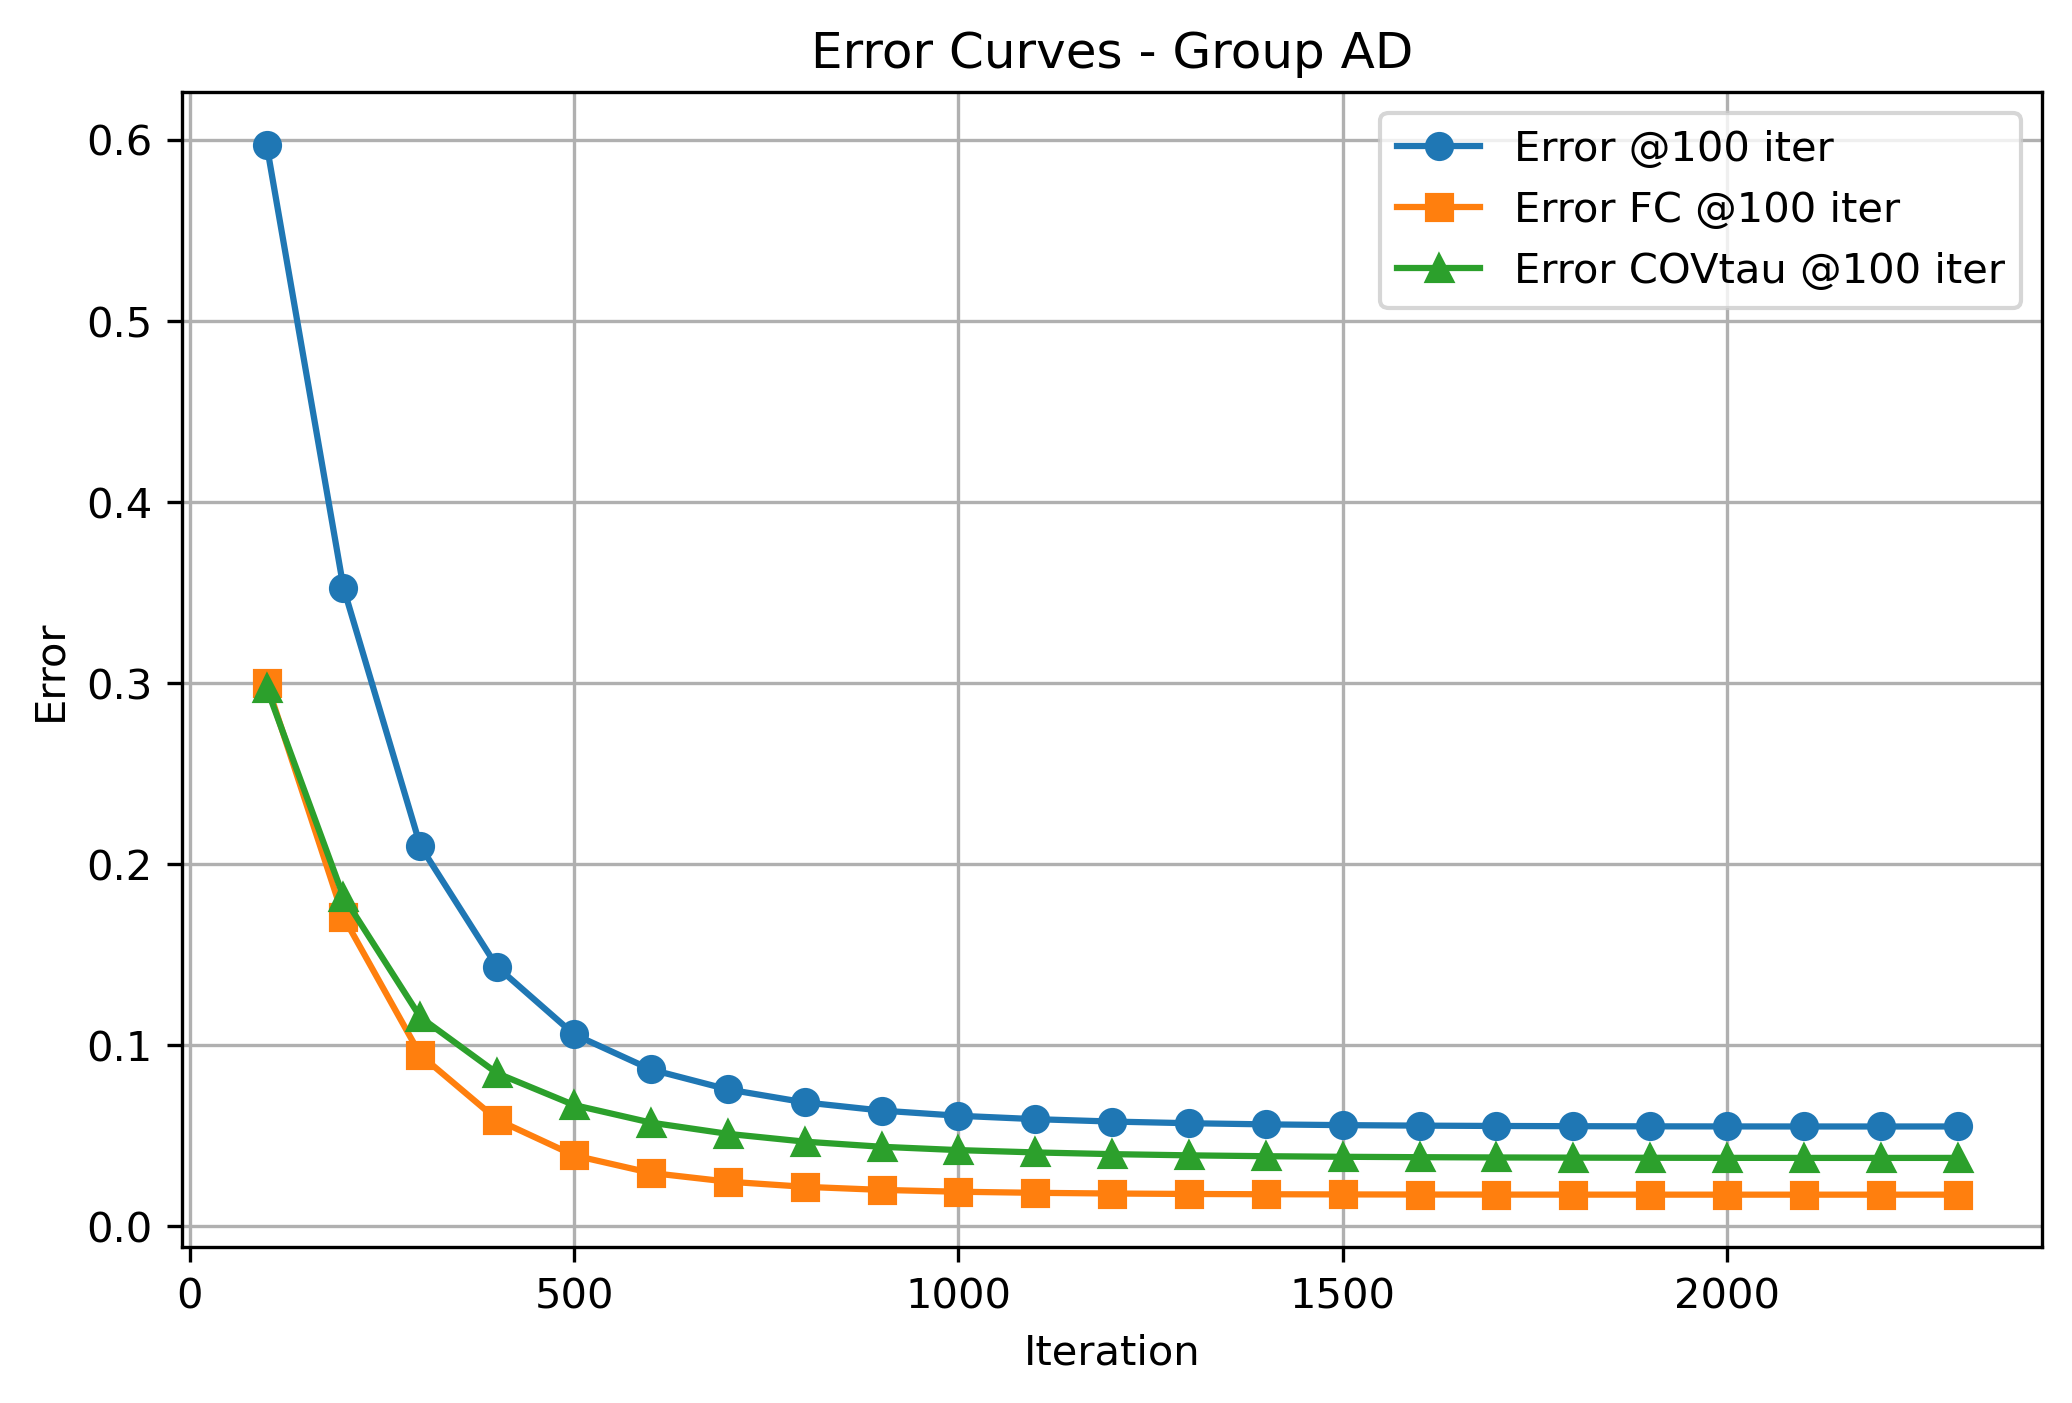 Error Curves - Group AD
Error @100 iter
Error FC @100 iter
Error COVtau @100 iter
0.6
0.5
0.4
0.3
0.2
0.1
0.0
Error
0 500 1000 1500 2000
Iteration